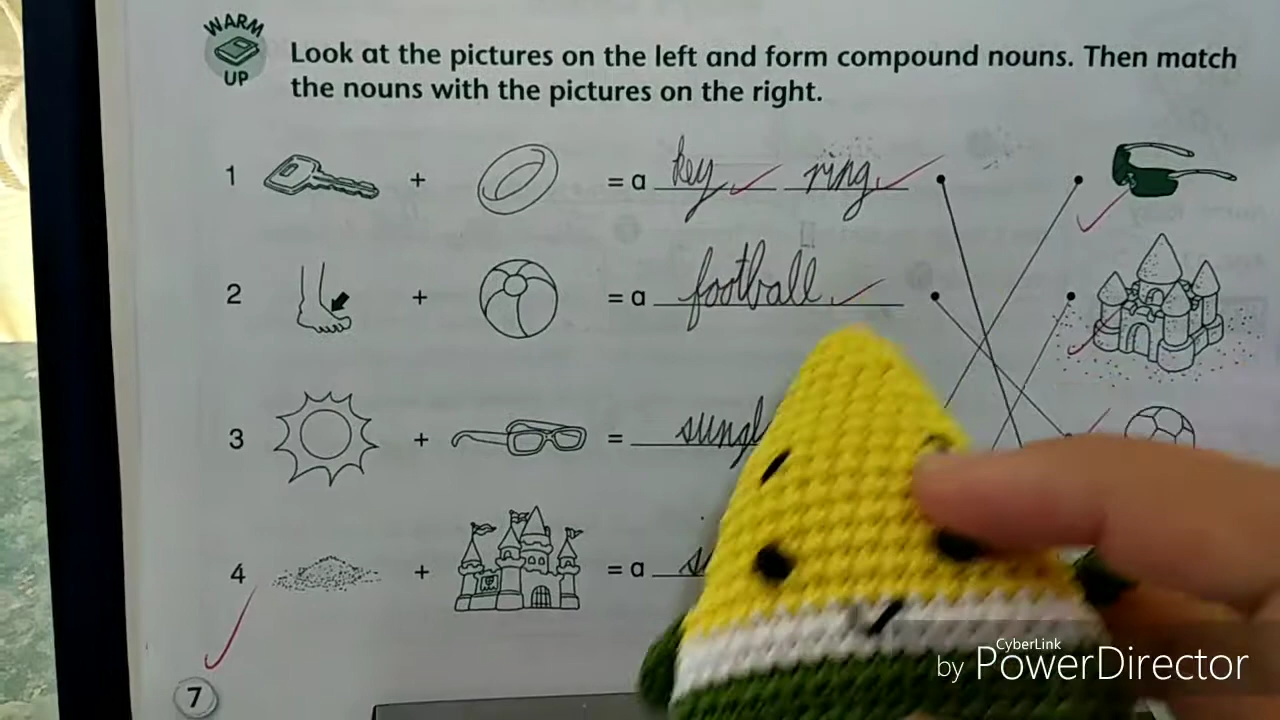 WARM UP
Look at the pictures on the left and form compound nouns. Then match
the nouns with the pictures on the right.
1 + = a key ring
2 + = a football
3 + = sungl
4 + = a s
7
CyberLink
by PowerDirector